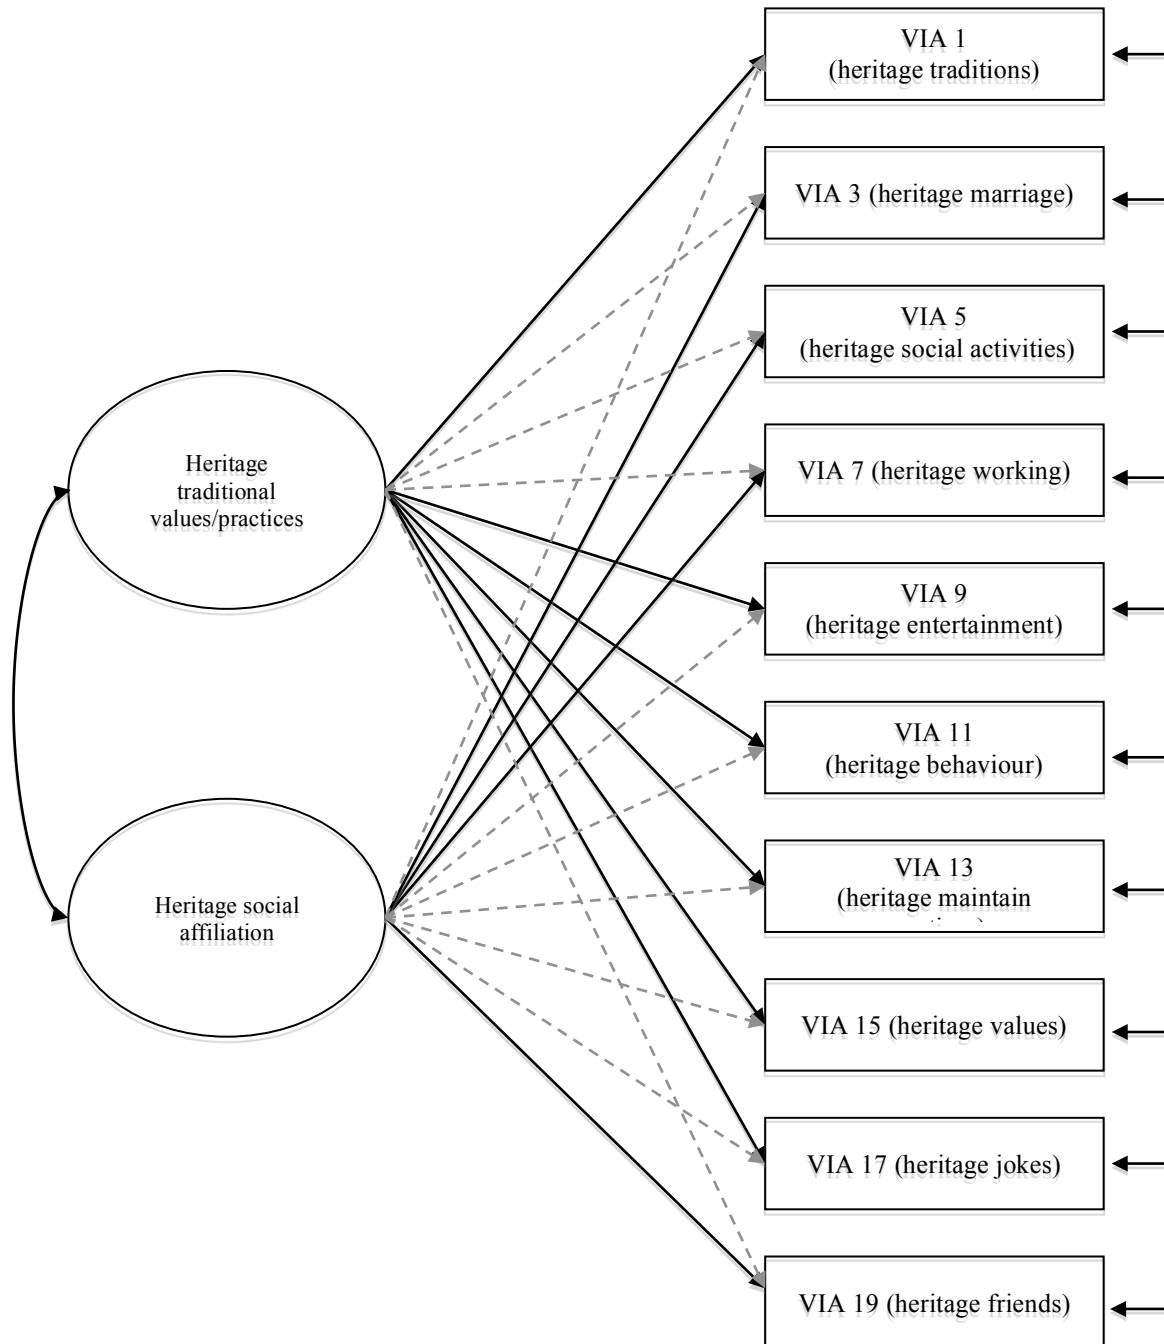 VIA 1
(heritage traditions)
VIA 3 (heritage marriage)
VIA 5
(heritage social activities)
VIA 7 (heritage working)
Heritage
traditional
values/practices
VIA 9
(heritage entertainment)
VIA 11
(heritage behaviour)
VIA 13
(heritage maintain
Heritage social
affiliation
VIA 15 (heritage values)
VIA 17 (heritage jokes)
VIA 19 (heritage friends)